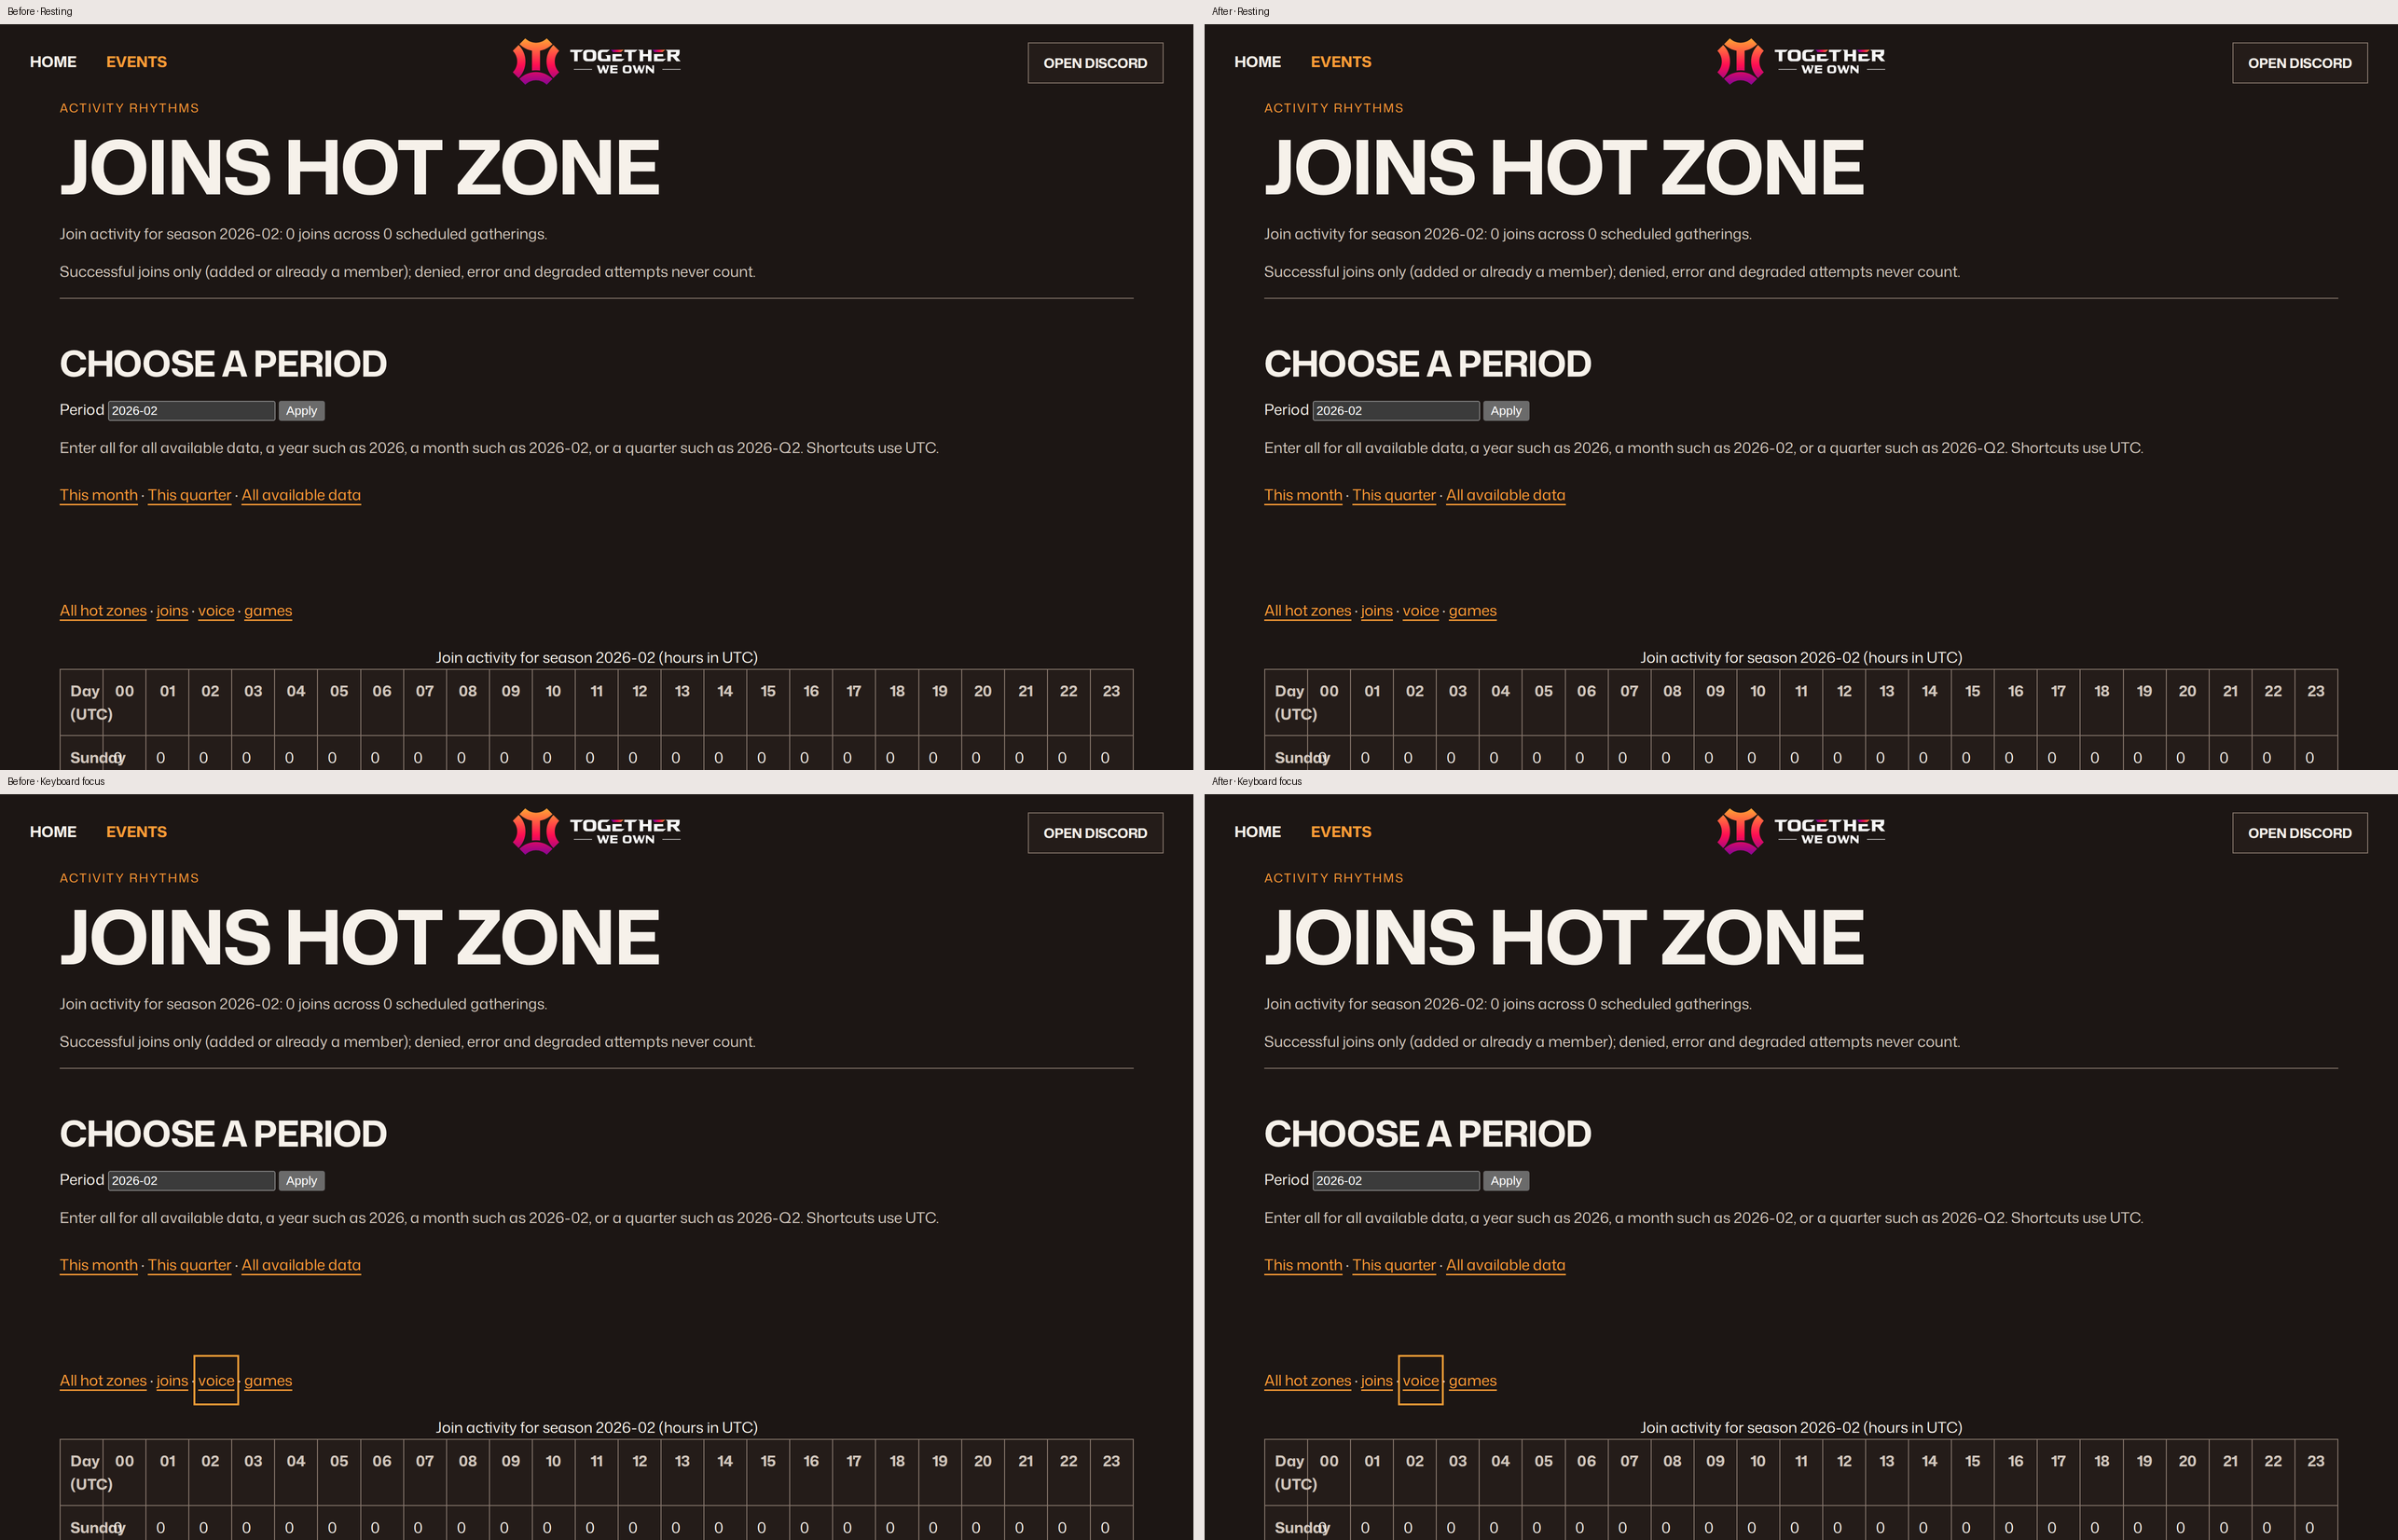 Before · Resting
HOME EVENTS TOGETHER WE OWN OPEN DISCORD
ACTIVITY RHYTHMS
JOINS HOT ZONE
Join activity for season 2026-02: 0 joins across 0 scheduled gatherings.
Successful joins only (added or already a member); denied, error and degraded attempts never count.
CHOOSE A PERIOD
Period 2026-02 Apply
Enter all for all available data, a year such as 2026, a month such as 2026-02, or a quarter such as 2026-Q2. Shortcuts use UTC.
This month · This quarter · All available data
All hot zones · joins · voice · games
Join activity for season 2026-02 (hours in UTC)
Day (UTC) 00 01 02 03 04 05 06 07 08 09 10 11 12 13 14 15 16 17 18 19 20 21 22 23
Sunday 0 0 0 0 0 0 0 0 0 0 0 0 0 0 0 0 0 0 0 0 0 0 0 0
After · Resting
HOME EVENTS TOGETHER WE OWN OPEN DISCORD
ACTIVITY RHYTHMS
JOINS HOT ZONE
Join activity for season 2026-02: 0 joins across 0 scheduled gatherings.
Successful joins only (added or already a member); denied, error and degraded attempts never count.
CHOOSE A PERIOD
Period 2026-02 Apply
Enter all for all available data, a year such as 2026, a month such as 2026-02, or a quarter such as 2026-Q2. Shortcuts use UTC.
This month · This quarter · All available data
All hot zones · joins · voice · games
Join activity for season 2026-02 (hours in UTC)
Day (UTC) 00 01 02 03 04 05 06 07 08 09 10 11 12 13 14 15 16 17 18 19 20 21 22 23
Sunday 0 0 0 0 0 0 0 0 0 0 0 0 0 0 0 0 0 0 0 0 0 0 0 0
Before · Keyboard focus
HOME EVENTS TOGETHER WE OWN OPEN DISCORD
ACTIVITY RHYTHMS
JOINS HOT ZONE
Join activity for season 2026-02: 0 joins across 0 scheduled gatherings.
Successful joins only (added or already a member); denied, error and degraded attempts never count.
CHOOSE A PERIOD
Period 2026-02 Apply
Enter all for all available data, a year such as 2026, a month such as 2026-02, or a quarter such as 2026-Q2. Shortcuts use UTC.
This month · This quarter · All available data
All hot zones · joins · voice · games
Join activity for season 2026-02 (hours in UTC)
Day (UTC) 00 01 02 03 04 05 06 07 08 09 10 11 12 13 14 15 16 17 18 19 20 21 22 23
Sunday 0 0 0 0 0 0 0 0 0 0 0 0 0 0 0 0 0 0 0 0 0 0 0 0
After · Keyboard focus
HOME EVENTS TOGETHER WE OWN OPEN DISCORD
ACTIVITY RHYTHMS
JOINS HOT ZONE
Join activity for season 2026-02: 0 joins across 0 scheduled gatherings.
Successful joins only (added or already a member); denied, error and degraded attempts never count.
CHOOSE A PERIOD
Period 2026-02 Apply
Enter all for all available data, a year such as 2026, a month such as 2026-02, or a quarter such as 2026-Q2. Shortcuts use UTC.
This month · This quarter · All available data
All hot zones · joins · voice · games
Join activity for season 2026-02 (hours in UTC)
Day (UTC) 00 01 02 03 04 05 06 07 08 09 10 11 12 13 14 15 16 17 18 19 20 21 22 23
Sunday 0 0 0 0 0 0 0 0 0 0 0 0 0 0 0 0 0 0 0 0 0 0 0 0